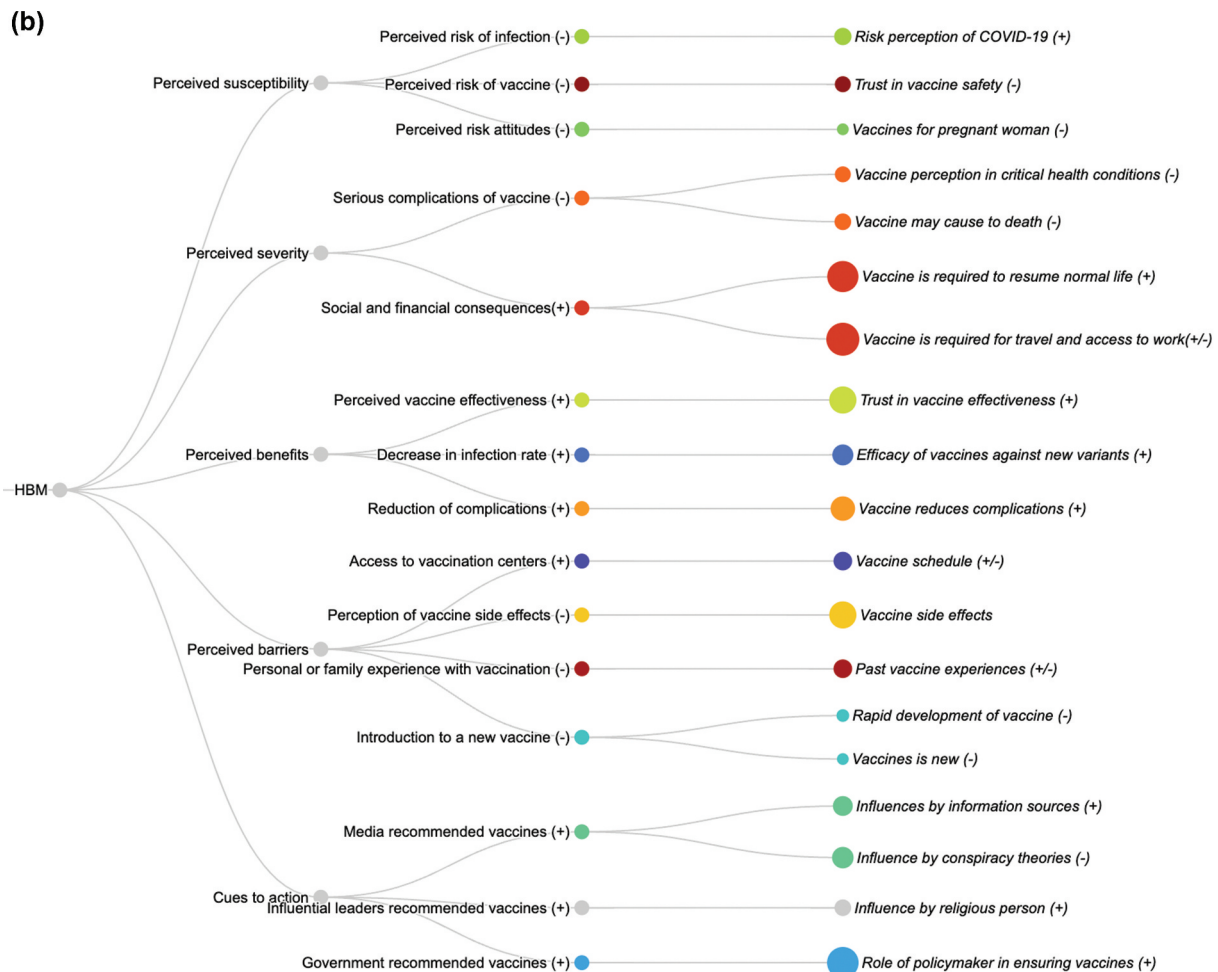 (b)
HBM
Perceived susceptibility
Perceived risk of infection (-)
Risk perception of COVID-19 (+)
Perceived risk of vaccine (-)
Trust in vaccine safety (-)
Perceived risk attitudes (-)
Vaccines for pregnant woman (-)
Perceived severity
Serious complications of vaccine (-)
Vaccine perception in critical health conditions (-)
Vaccine may cause to death (-)
Social and financial consequences(+)
Vaccine is required to resume normal life (+)
Vaccine is required for travel and access to work(+/-)
Perceived benefits
Perceived vaccine effectiveness (+)
Trust in vaccine effectiveness (+)
Decrease in infection rate (+)
Efficacy of vaccines against new variants (+)
Reduction of complications (+)
Vaccine reduces complications (+)
Perceived barriers
Access to vaccination centers (+)
Vaccine schedule (+/-)
Perception of vaccine side effects (-)
Vaccine side effects
Personal or family experience with vaccination (-)
Past vaccine experiences (+/-)
Introduction to a new vaccine (-)
Rapid development of vaccine (-)
Vaccines is new (-)
Cues to action
Media recommended vaccines (+)
Influences by information sources (+)
Influence by conspiracy theories (-)
Influential leaders recommended vaccines (+)
Influence by religious person (+)
Government recommended vaccines (+)
Role of policymaker in ensuring vaccines (+)